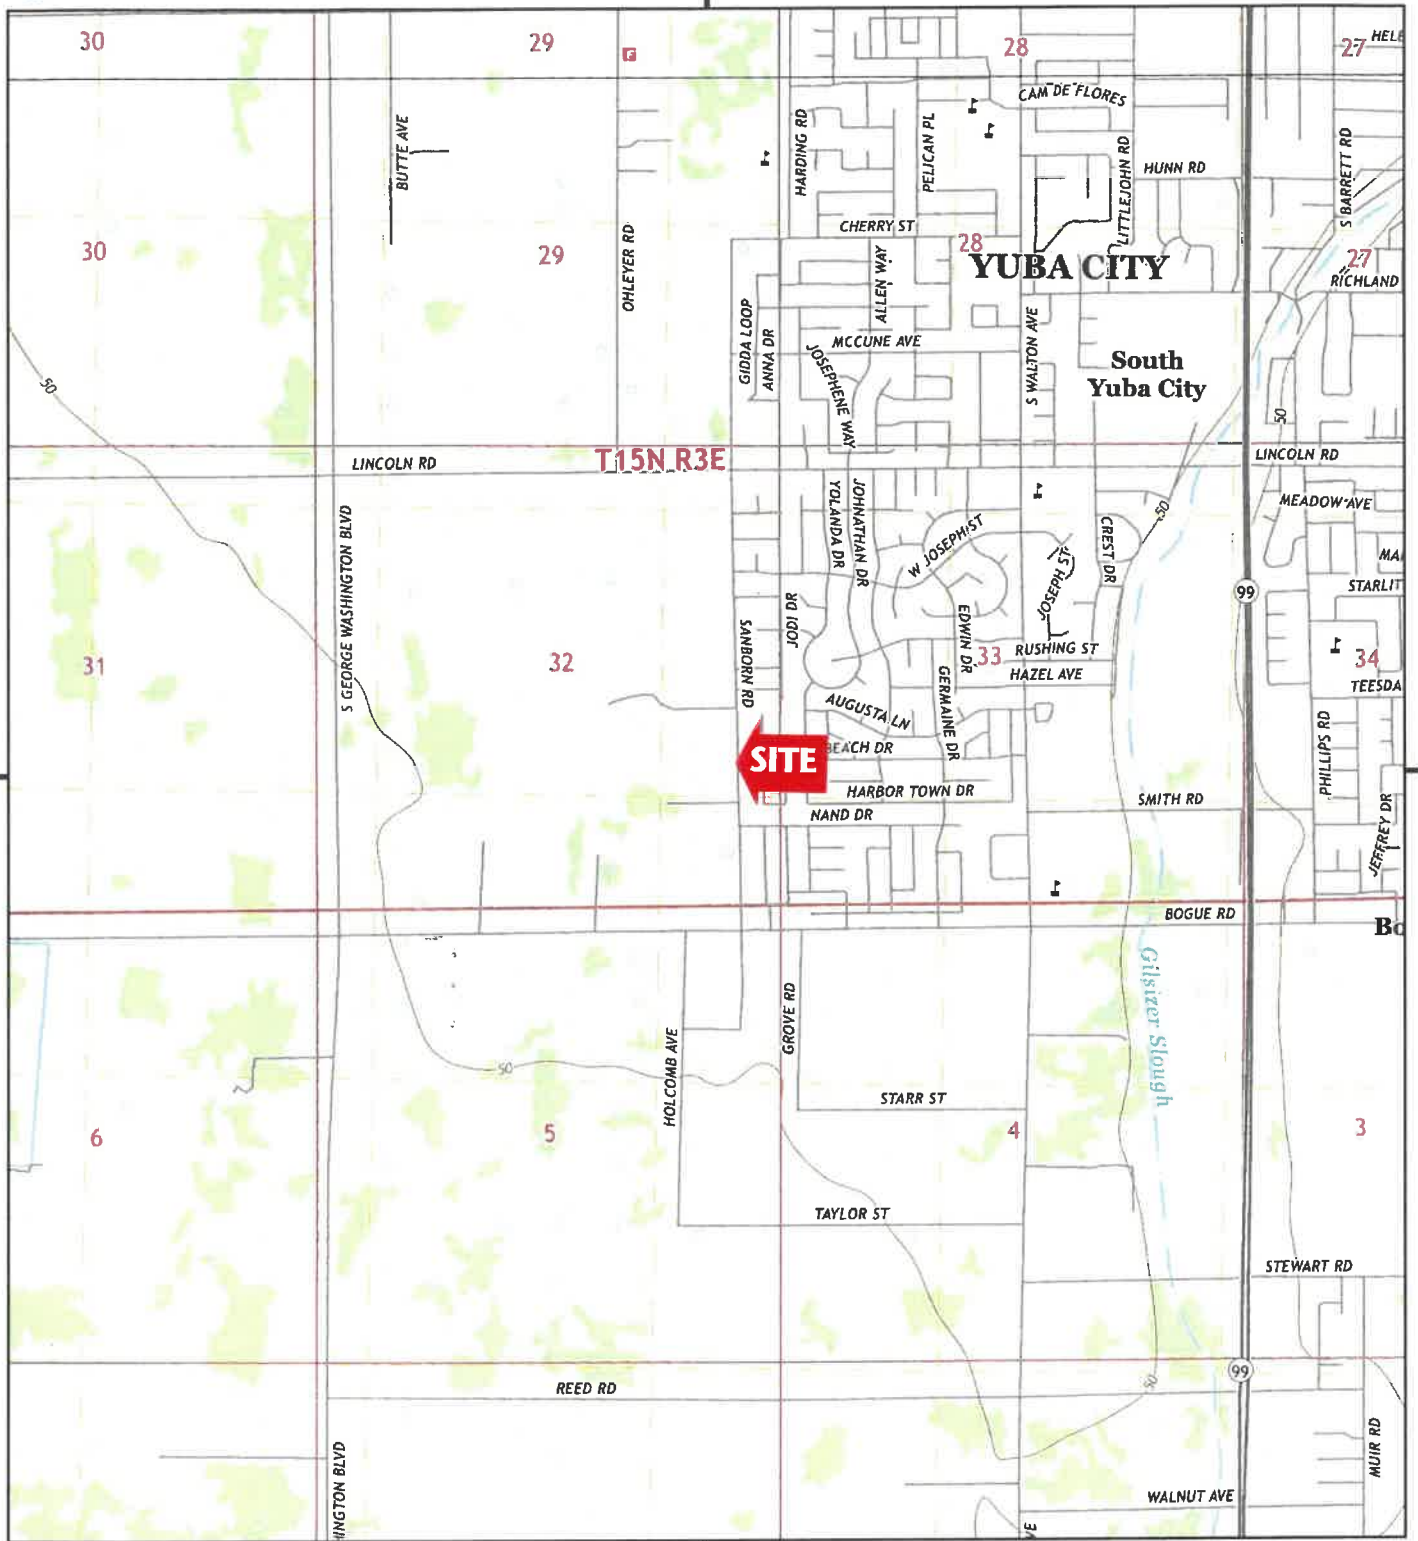 30
29
F
28
27
HELE
CAM DE FLORES
BUTTE AVE
HARDING RD
PELICAN PL
LITTLEJOHN RD
HUNN RD
S BARRETT RD
CHERRY ST
30
29
OHLEYER RD
ALLEN WAY
28
YUBA CITY
27
RICHLAND
GIDDA LOOP
ANNA DR
MCCUNE AVE
JOSEPHENE WAY
S WALTON AVE
South
Yuba City
50
50
LINCOLN RD
T15N R3E
LINCOLN RD
S GEORGE WASHINGTON BLVD
YOLANDA DR
JOHNATHAN DR
W JOSEPH ST
JOSEPH ST
CREST DR
50
MEADOW AVE
MA
STARLIT
99
31
32
SANBORN RD
JODI DR
EDWIN DR
33
RUSHING ST
HAZEL AVE
34
TEESDA
GERMAINE DR
AUGUSTA LN
SITE
BEACH DR
HARBOR TOWN DR
NAND DR
SMITH RD
PHILLIPS RD
JEFFREY DR
BOGUE RD
Bo
Gilsizer Slough
HOLCOMB AVE
GROVE RD
50
STARR ST
6
5
4
3
TAYLOR ST
STEWART RD
REED RD
50
99
MUIR RD
HINGTON BLVD
WALNUT AVE
VE